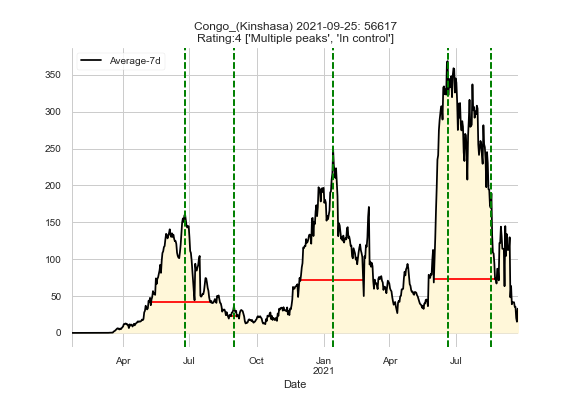 Congo_(Kinshasa) 2021-09-25: 56617
Rating:4 ['Multiple peaks', 'In control']
Average-7d
350
300
250
200
150
100
50
0
Apr
Jul
Oct
Jan
2021
Apr
Jul
Date